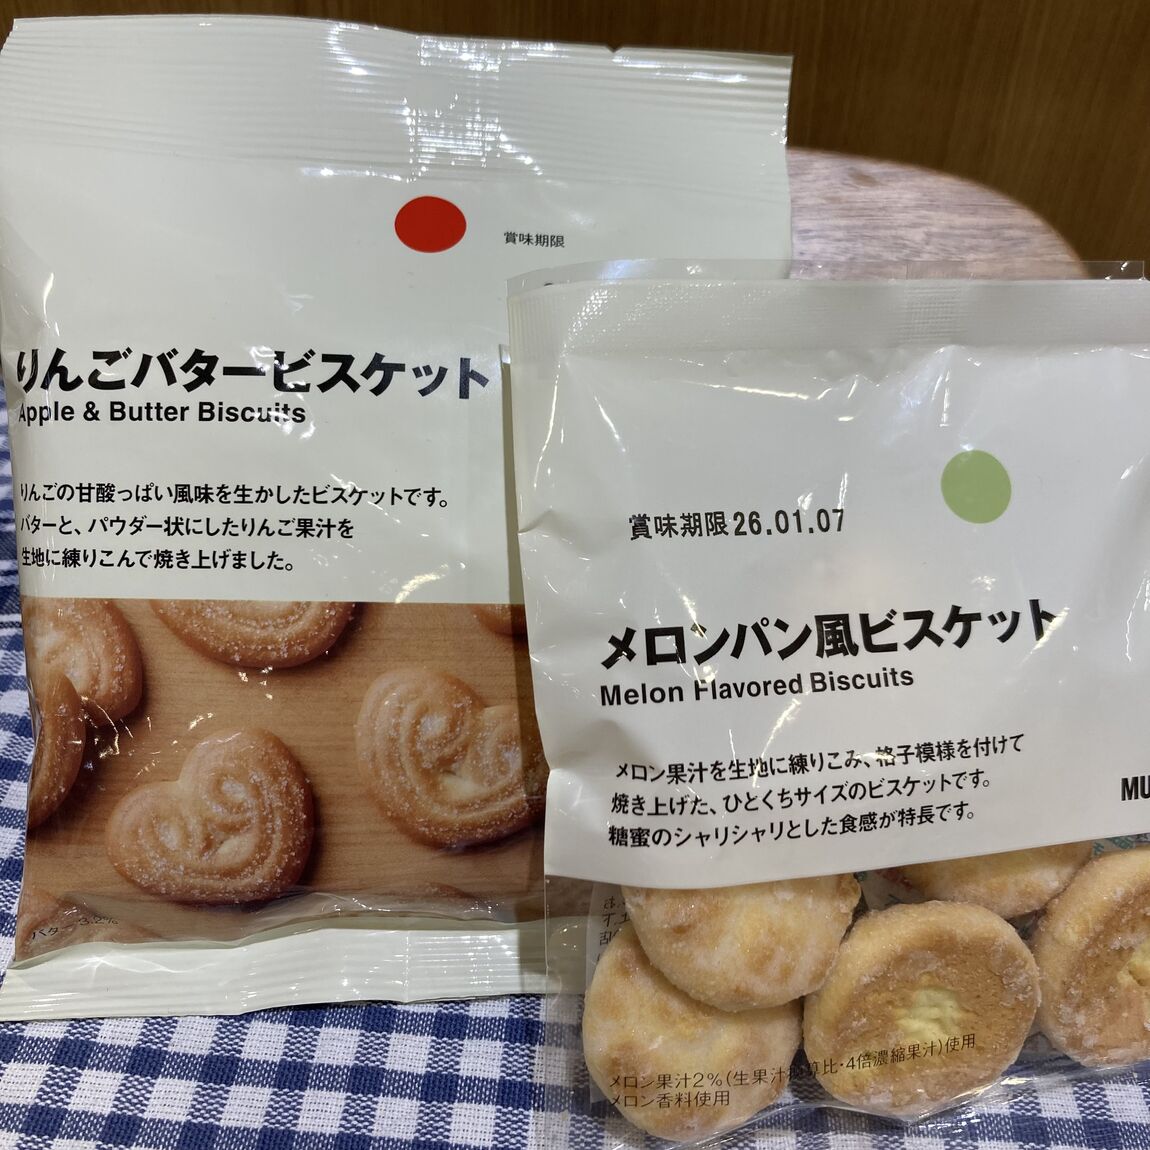 賞味期限
りんごバタービスケット
Apple & Butter Biscuits
りんごの甘酸っぱい風味を生かしたビスケットです。
バターと、パウダー状にしたりんご果汁を
生地に練りこんで焼き上げました。
バター3.2%
賞味期限26.01.07
メロンパン風ビスケット
Melon Flavored Biscuits
メロン果汁を生地に練りこみ、格子模様を付けて
焼き上げた、ひとくちサイズのビスケットです。
糖蜜のシャリシャリとした食感が特長です。
MU
メロン果汁2%(生果汁換算比・4倍濃縮果汁)使用
メロン香料使用